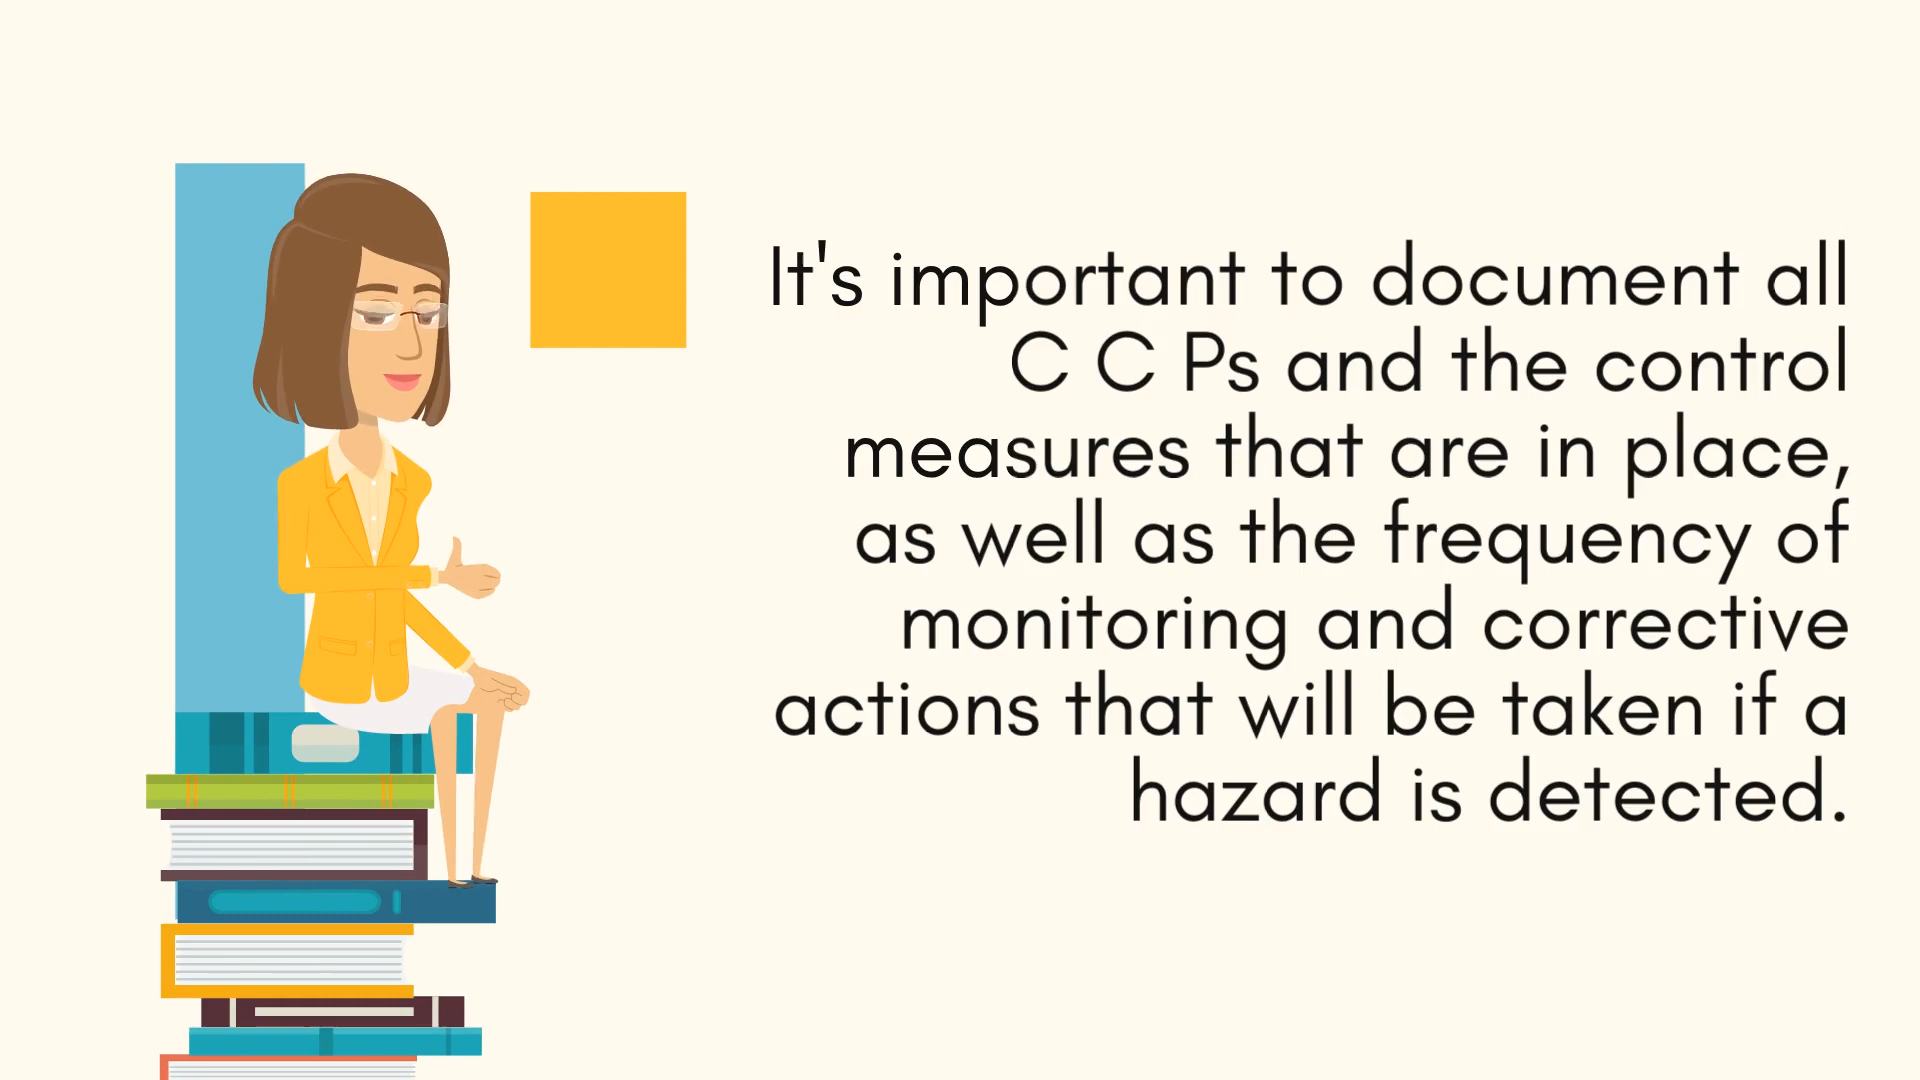 It's important to document all
C C Ps and the control
measures that are in place,
as well as the frequency of
monitoring and corrective
actions that will be taken if a
hazard is detected.